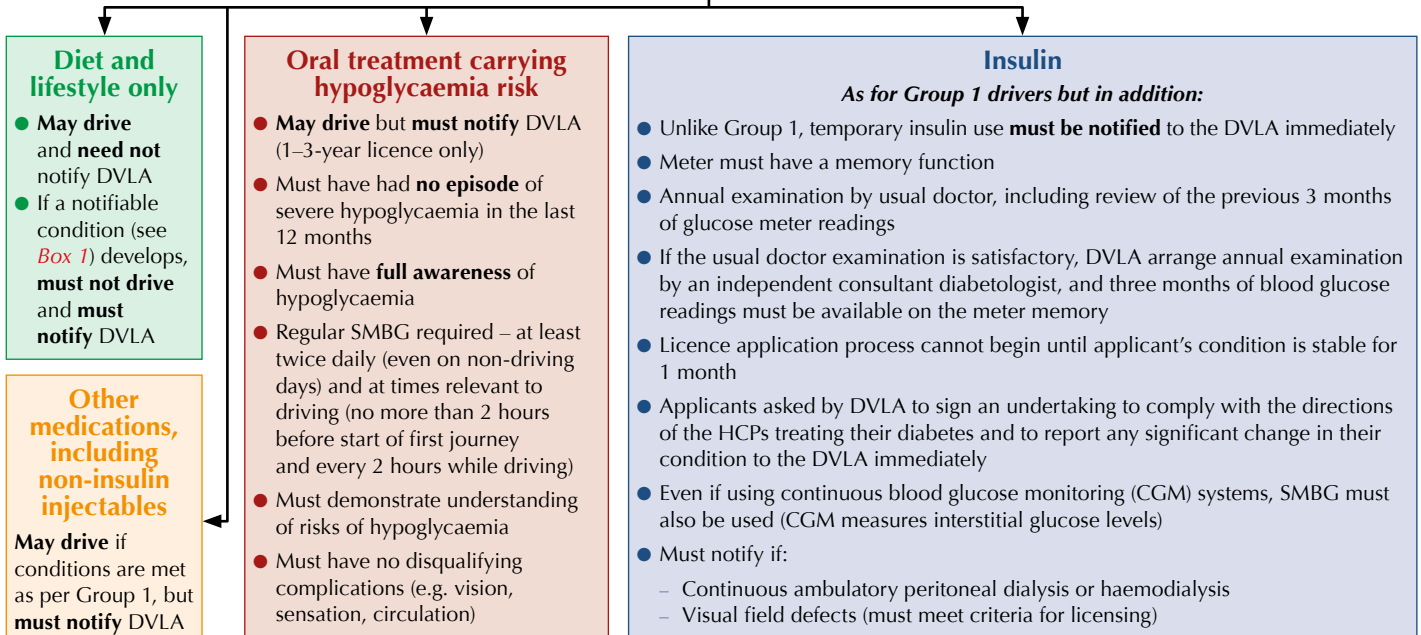 Diet and
lifestyle only
● May drive
and need not
notify DVLA
● If a notifiable
condition (see
Box 1) develops,
must not drive
and must
notify DVLA
Other
medications,
including
non-insulin
injectables
May drive if
conditions are met
as per Group 1, but
must notify DVLA
Oral treatment carrying
hypoglycaemia risk
● May drive but must notify DVLA
(1–3-year licence only)
● Must have had no episode of
severe hypoglycaemia in the last
12 months
● Must have full awareness of
hypoglycaemia
● Regular SMBG required – at least
twice daily (even on non-driving
days) and at times relevant to
driving (no more than 2 hours
before start of first journey
and every 2 hours while driving)
● Must demonstrate understanding
of risks of hypoglycaemia
● Must have no disqualifying
complications (e.g. vision,
sensation, circulation)
Insulin
As for Group 1 drivers but in addition:
● Unlike Group 1, temporary insulin use must be notified to the DVLA immediately
● Meter must have a memory function
● Annual examination by usual doctor, including review of the previous 3 months
of glucose meter readings
● If the usual doctor examination is satisfactory, DVLA arrange annual examination
by an independent consultant diabetologist, and three months of blood glucose
readings must be available on the meter memory
● Licence application process cannot begin until applicant’s condition is stable for
1 month
● Applicants asked by DVLA to sign an undertaking to comply with the directions
of the HCPs treating their diabetes and to report any significant change in their
condition to the DVLA immediately
● Even if using continuous blood glucose monitoring (CGM) systems, SMBG must
also be used (CGM measures interstitial glucose levels)
● Must notify if:
– Continuous ambulatory peritoneal dialysis or haemodialysis
– Visual field defects (must meet criteria for licensing)